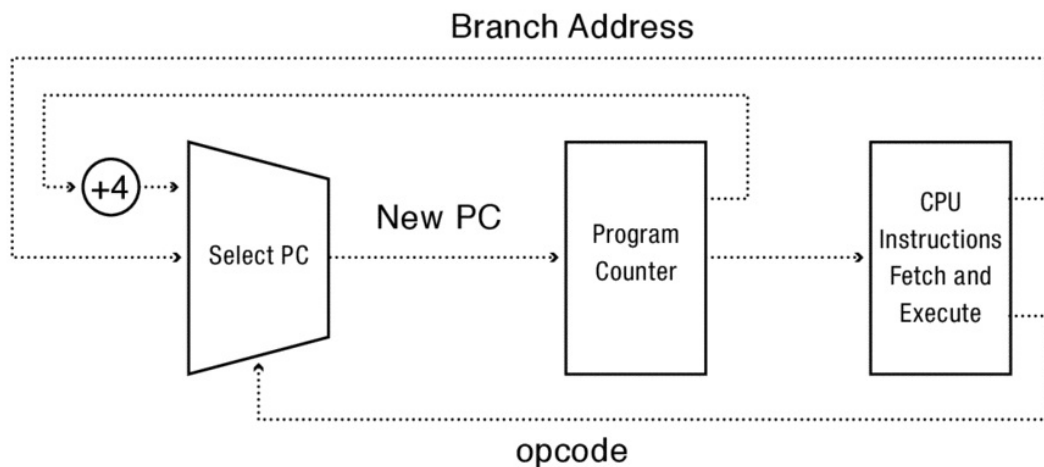 Branch Address
+4
Select PC
New PC
Program
Counter
CPU
Instructions
Fetch and
Execute
opcode